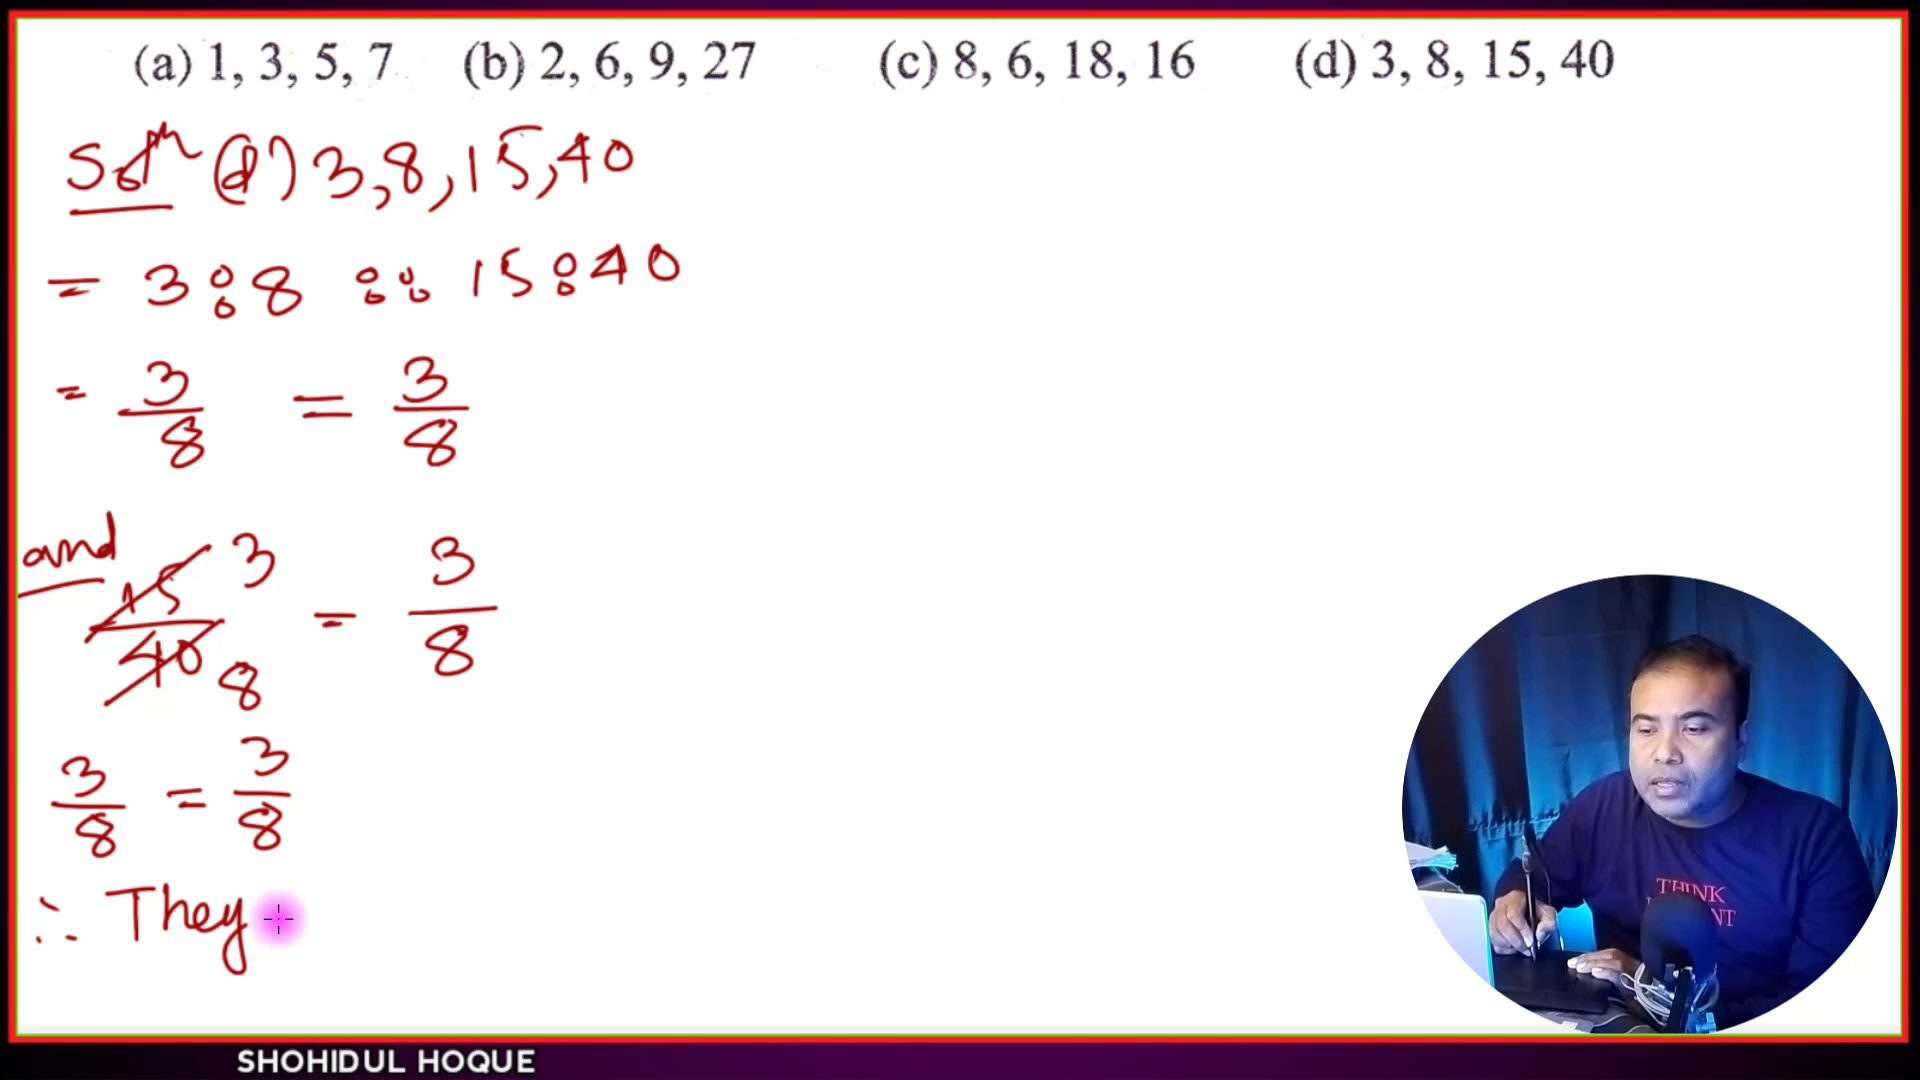 (a) 1, 3, 5, 7 (b) 2, 6, 9, 27 (c) 8, 6, 18, 16 (d) 3, 8, 15, 40
Solⁿ (d) 3, 8, 15, 40
= 3 : 8 :: 15 : 40
= 3/8 = 3/8
and
15/40 3 8 = 3/8
3/8 = 3/8
∴ They
THINK
SHOHIDUL HOQUE